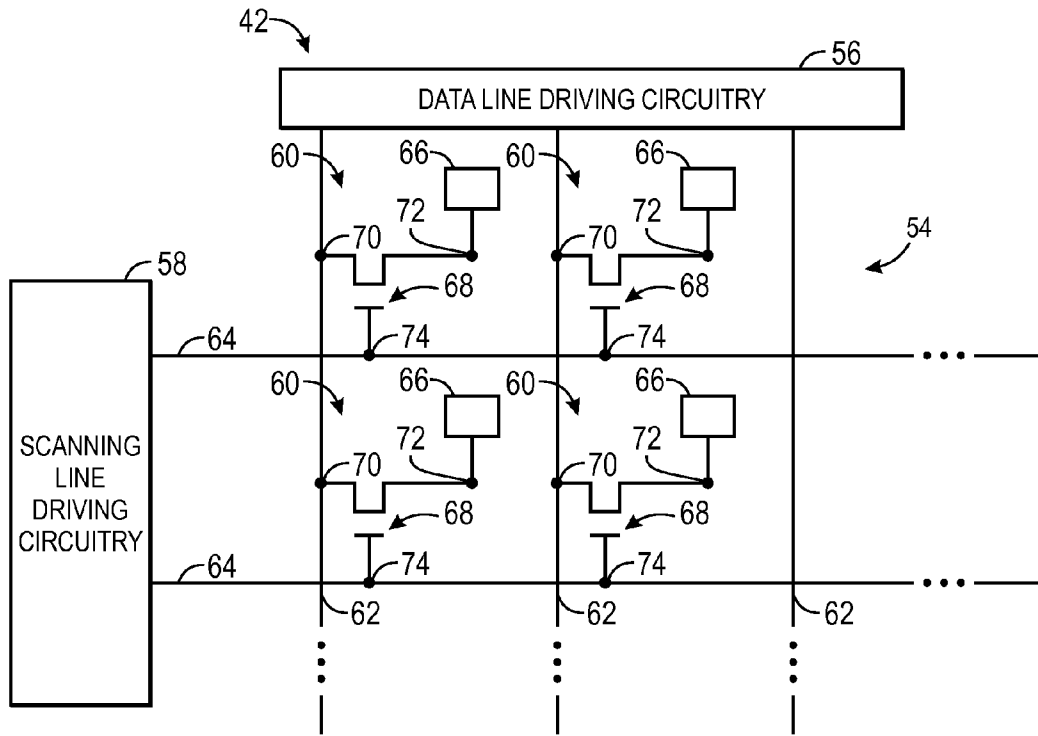 42
56
DATA LINE DRIVING CIRCUITRY
60 66 60 66
54
70 72 70 72
58
68 68
64 74 74
60 66 60 66
SCANNING
LINE
DRIVING
CIRCUITRY
70 72 70 72
68 68
64 74 74
62 62 62